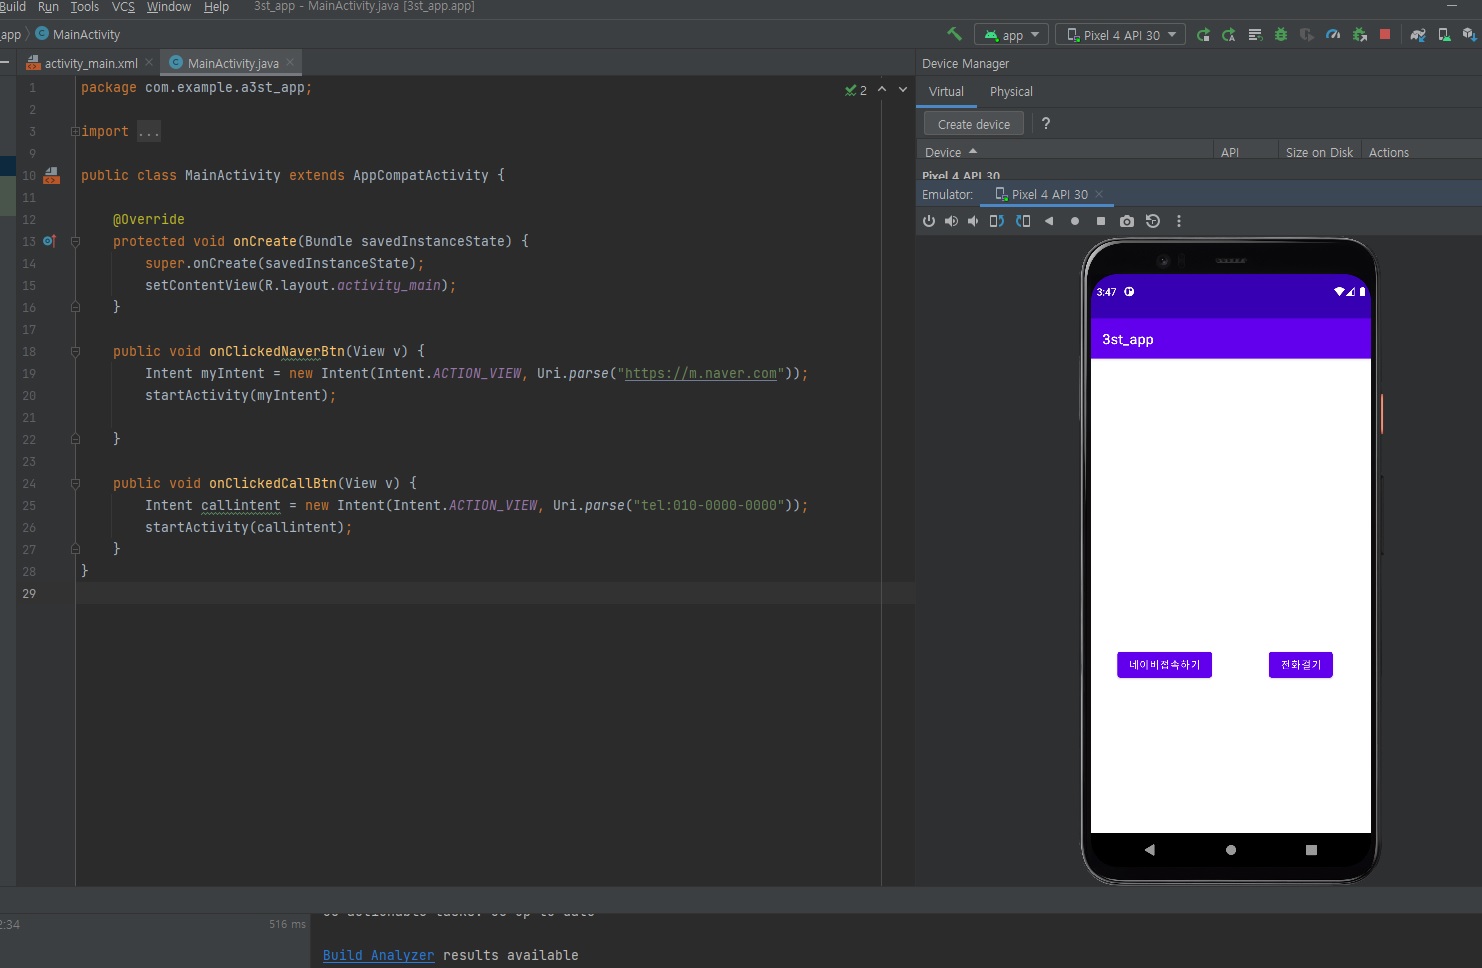 Build Run Tools VCS Window Help 3st_app - MainActivity.java [3st_app.app]
app MainActivity app Pixel 4 API 30
activity_main.xml MainActivity.java
Device Manager
Virtual Physical
Create device ?
Device API Size on Disk Actions
Pixel 4 API 30
Emulator: Pixel 4 API 30
2
1 package com.example.a3st_app;
2
3 import ...
9
10 public class MainActivity extends AppCompatActivity {
11
12 @Override
13 protected void onCreate(Bundle savedInstanceState) {
14 super.onCreate(savedInstanceState);
15 setContentView(R.layout.activity_main);
16 }
17
18 public void onClickedNaverBtn(View v) {
19 Intent myIntent = new Intent(Intent.ACTION_VIEW, Uri.parse("https://m.naver.com"));
20 startActivity(myIntent);
21
22 }
23
24 public void onClickedCallBtn(View v) {
25 Intent callintent = new Intent(Intent.ACTION_VIEW, Uri.parse("tel:010-0000-0000"));
26 startActivity(callintent);
27 }
28 }
29
3:47
3st_app
네이비접속하기 전화걸기
2:34 516 ms
Build Analyzer results available